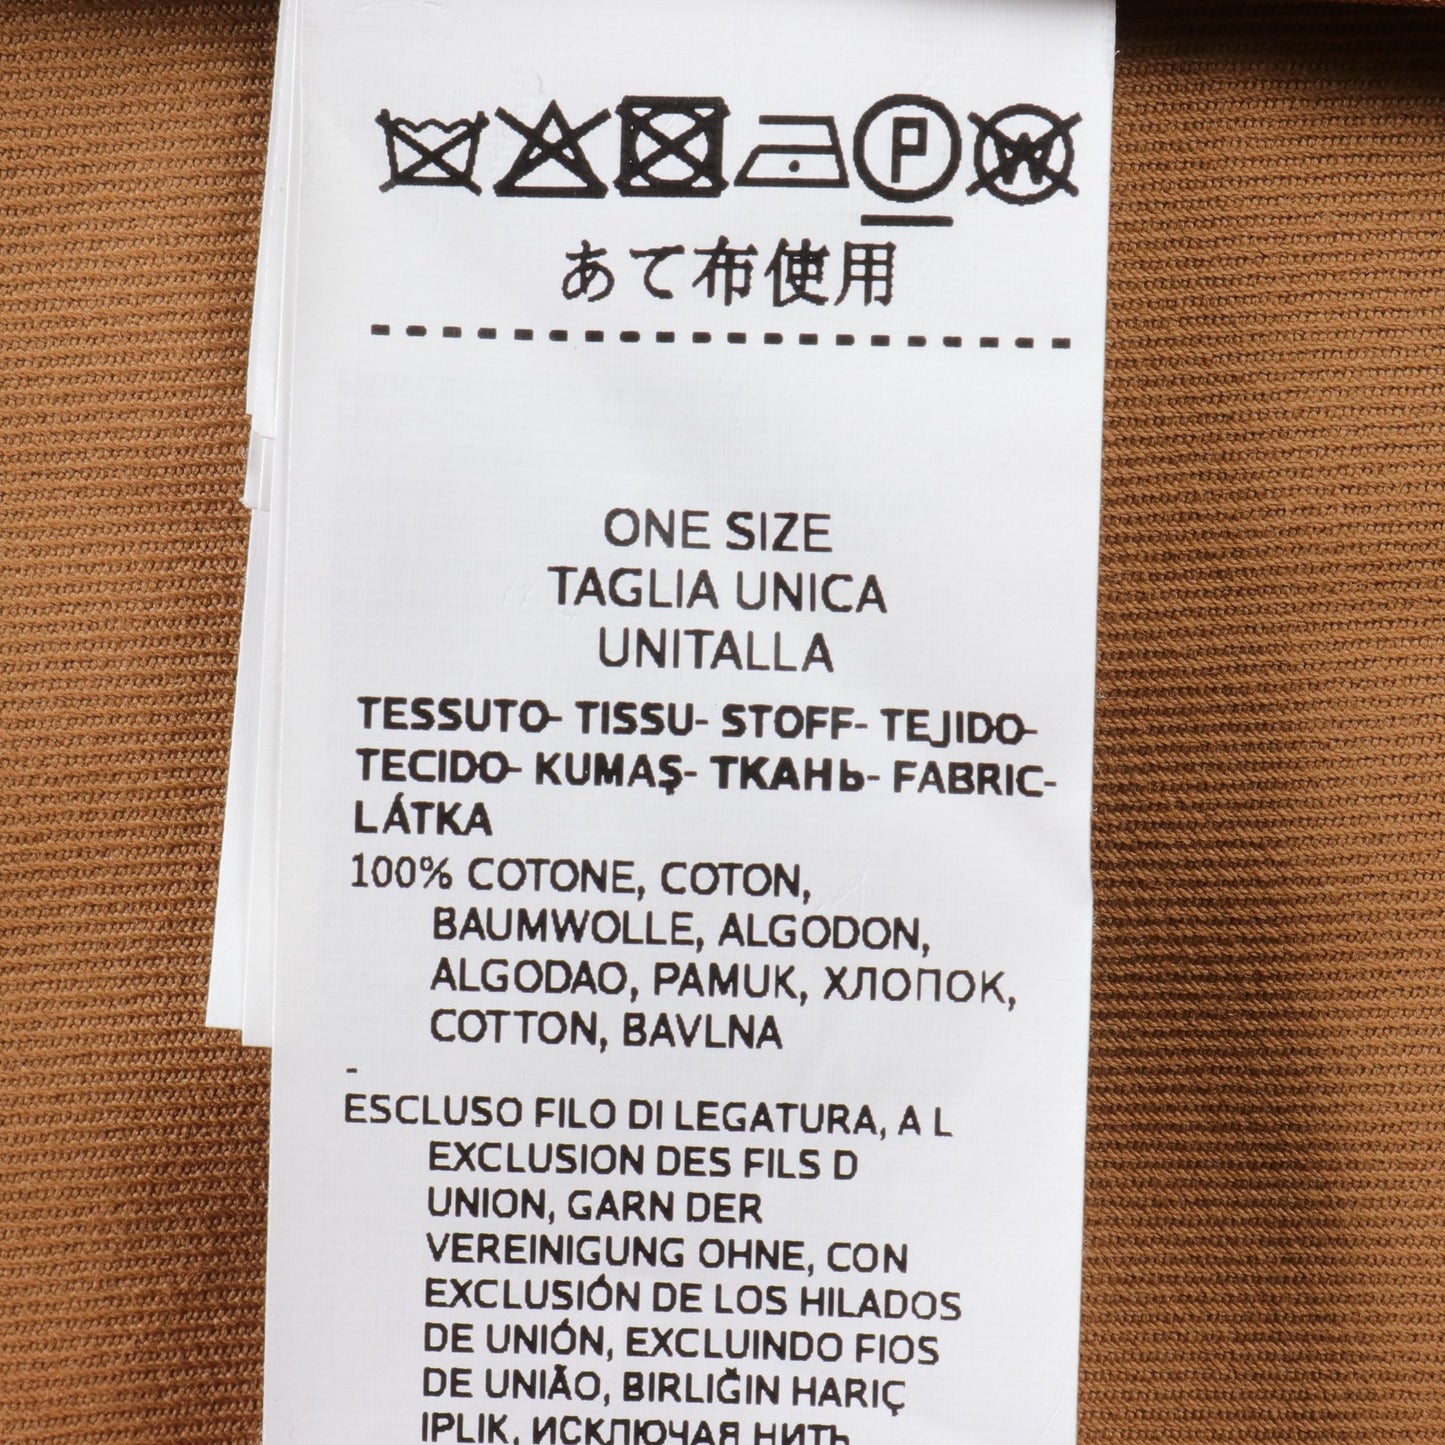 P W
あて布使用
ONE SIZE
TAGLIA UNICA
UNITALLA
TESSUTO- TISSU- STOFF- TEJIDO-
TECIDO- KUMAŞ- ТКАНЬ- FABRIC-
LÁTKA
100% COTONE, COTON,
BAUMWOLLE, ALGODON,
ALGODAO, PAMUK, ХЛОПОК,
COTTON, BAVLNA
-
ESCLUSO FILO DI LEGATURA, A L
EXCLUSION DES FILS D
UNION, GARN DER
VEREINIGUNG OHNE, CON
EXCLUSIÓN DE LOS HILADOS
DE UNIÓN, EXCLUINDO FIOS
DE UNIÃO, BIRLIĞIN HARIÇ
IPLIK, ИСКЛЮЧАЯ НИТЬ